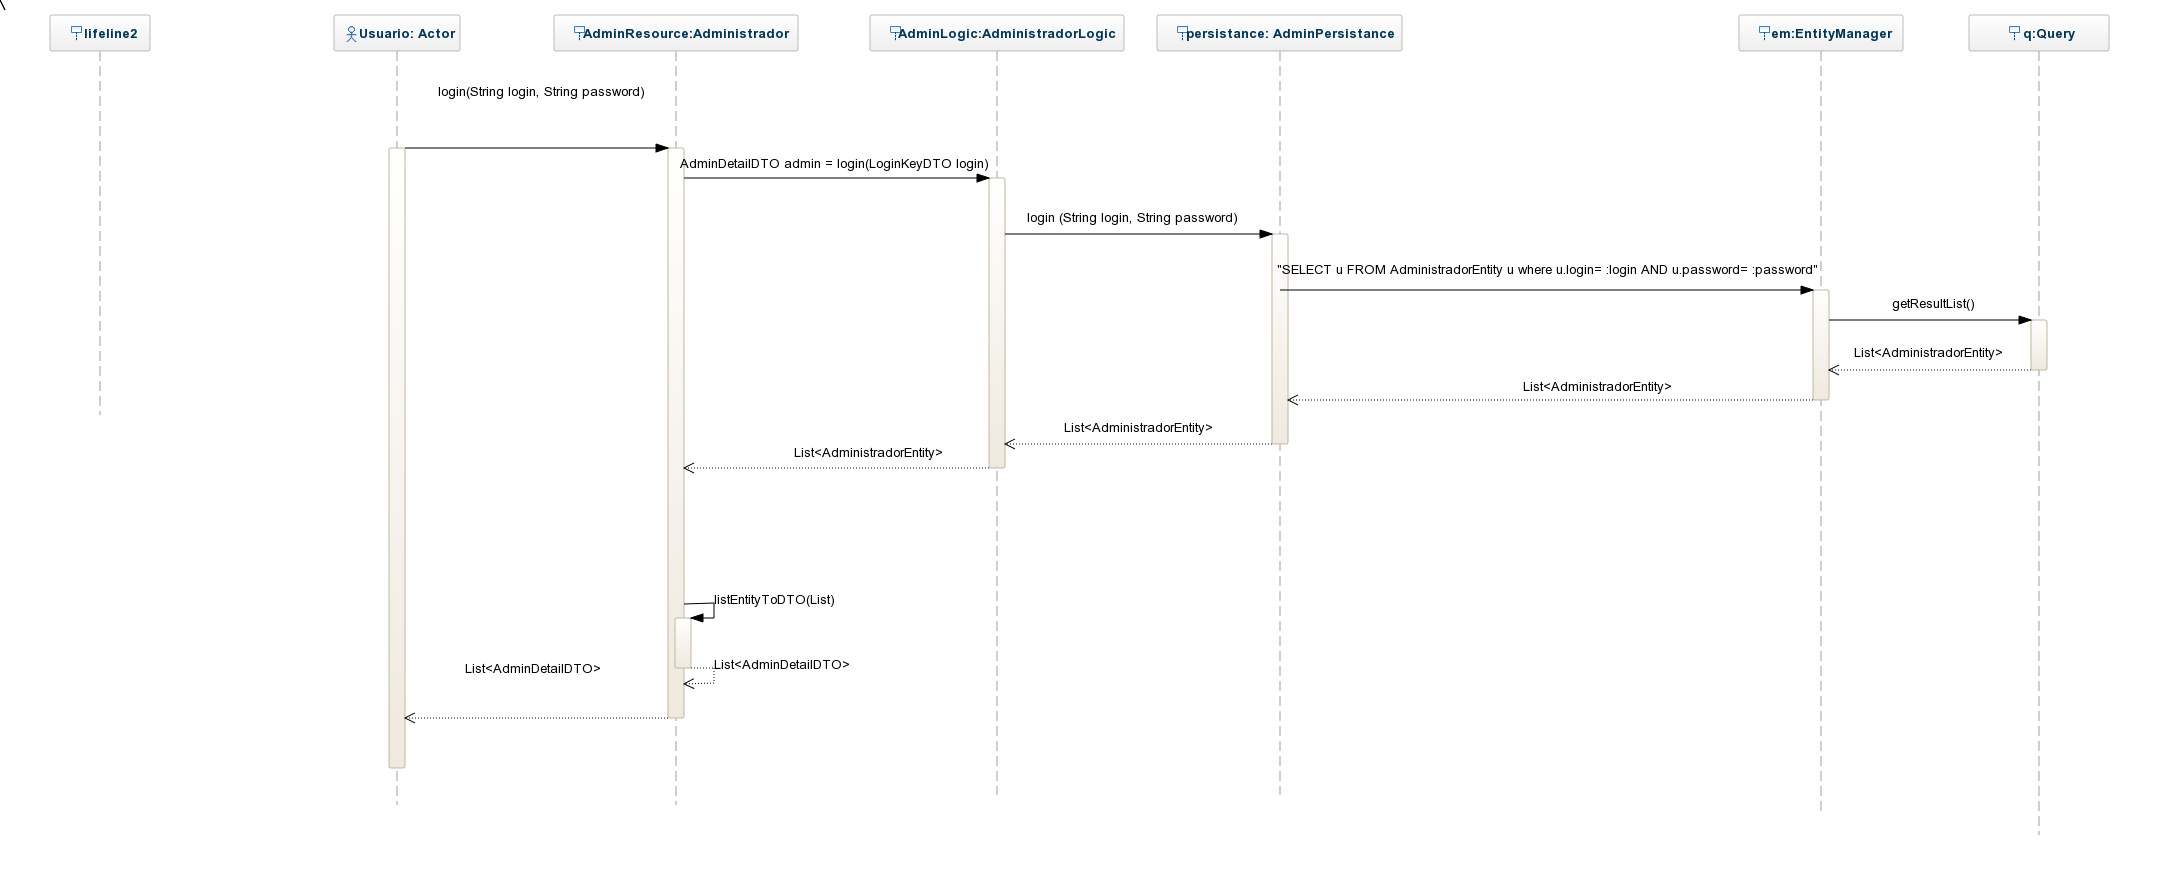 lifeline2
Usuario: Actor
AdminResource:Administrador
AdminLogic:AdministradorLogic
persistance: AdminPersistance
em:EntityManager
q:Query
login(String login, String password)
AdminDetailDTO admin = login(LoginKeyDTO login)
login (String login, String password)
"SELECT u FROM AdministradorEntity u where u.login= :login AND u.password= :password"
getResultList()
List<AdministradorEntity>
List<AdministradorEntity>
List<AdministradorEntity>
List<AdministradorEntity>
listEntityToDTO(List)
List<AdminDetailDTO>
List<AdminDetailDTO>